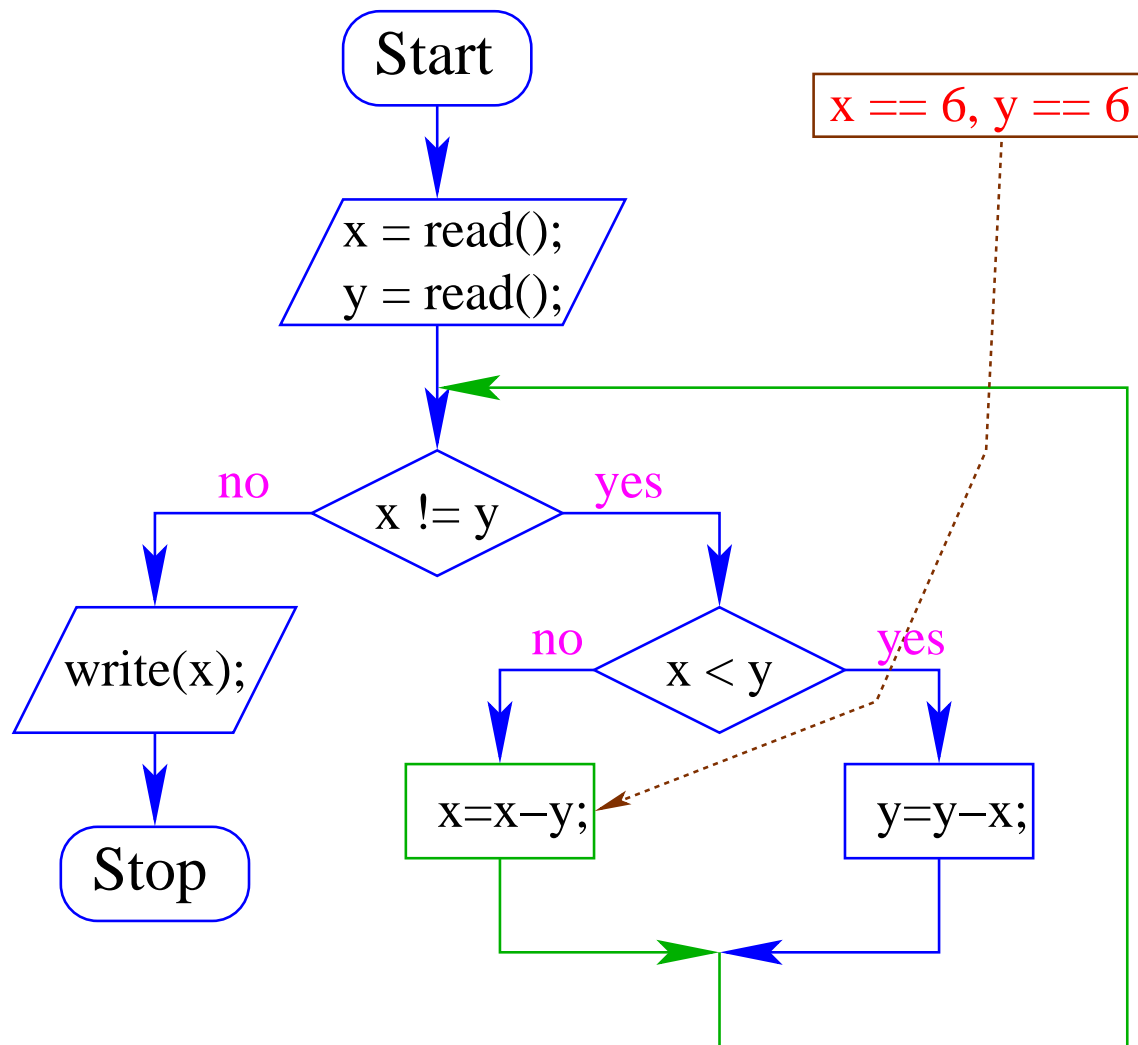 Start
x == 6, y == 6
x = read();
y = read();
no
yes
x != y
no
yes
write(x);
x < y
x=x−y;
y=y−x;
Stop